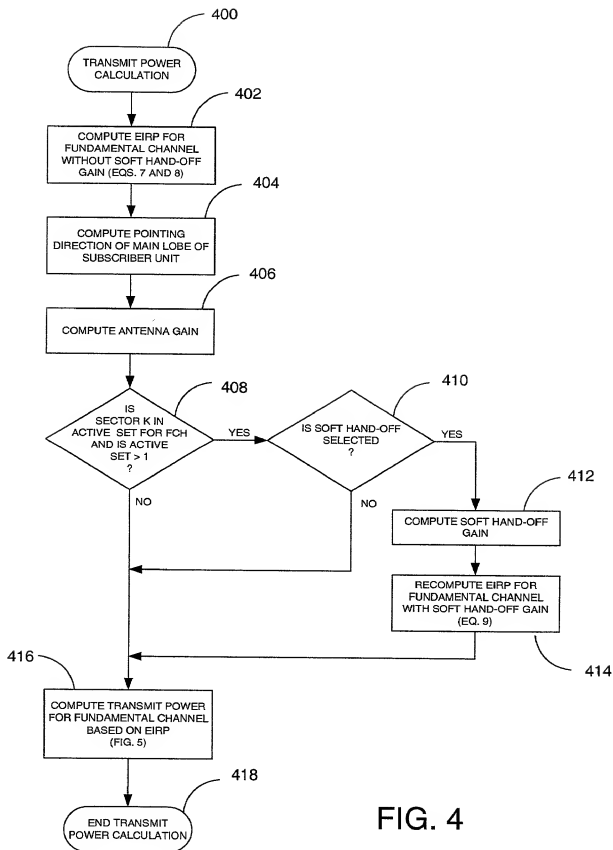 400
TRANSMIT POWER
CALCULATION
402
COMPUTE EIRP FOR
FUNDAMENTAL CHANNEL
WITHOUT SOFT HAND-OFF
GAIN (EQS. 7 AND 8)
404
COMPUTE POINTING
DIRECTION OF MAIN LOBE OF
SUBSCRIBER UNIT
406
COMPUTE ANTENNA GAIN
408
IS
SECTOR K IN
ACTIVE SET FOR FCH
AND IS ACTIVE
SET > 1
?
YES
NO
410
IS SOFT HAND-OFF
SELECTED
?
YES
NO
412
COMPUTE SOFT HAND-OFF
GAIN
RECOMPUTE EIRP FOR
FUNDAMENTAL CHANNEL
WITH SOFT HAND-OFF GAIN
(EQ. 9)
414
416
COMPUTE TRANSMIT POWER
FOR FUNDAMENTAL CHANNEL
BASED ON EIRP
(FIG. 5)
418
END TRANSMIT
POWER CALCULATION
FIG. 4